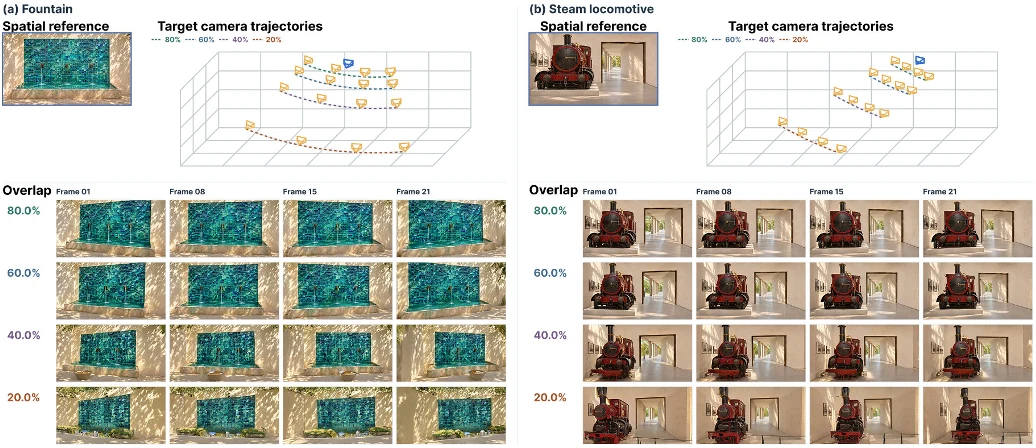 (a) Fountain
Spatial reference
Target camera trajectories
80% 60% 40% 20%
Overlap Frame 01 Frame 08 Frame 15 Frame 21
80.0%
60.0%
40.0%
20.0%
(b) Steam locomotive
Spatial reference
Target camera trajectories
80% 60% 40% 20%
Overlap Frame 01 Frame 08 Frame 15 Frame 21
80.0%
60.0%
40.0%
20.0%